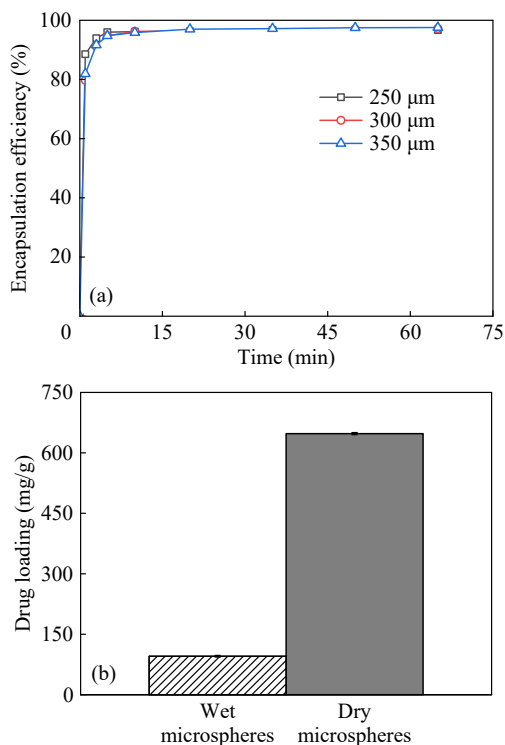 100
80
60
40
20
0
Encapsulation efficiency (%)
250 μm
300 μm
350 μm
(a)
0 15 30 45 60 75
Time (min)
750
600
450
300
150
0
Drug loading (mg/g)
(b)
Wet
microspheres
Dry
microspheres